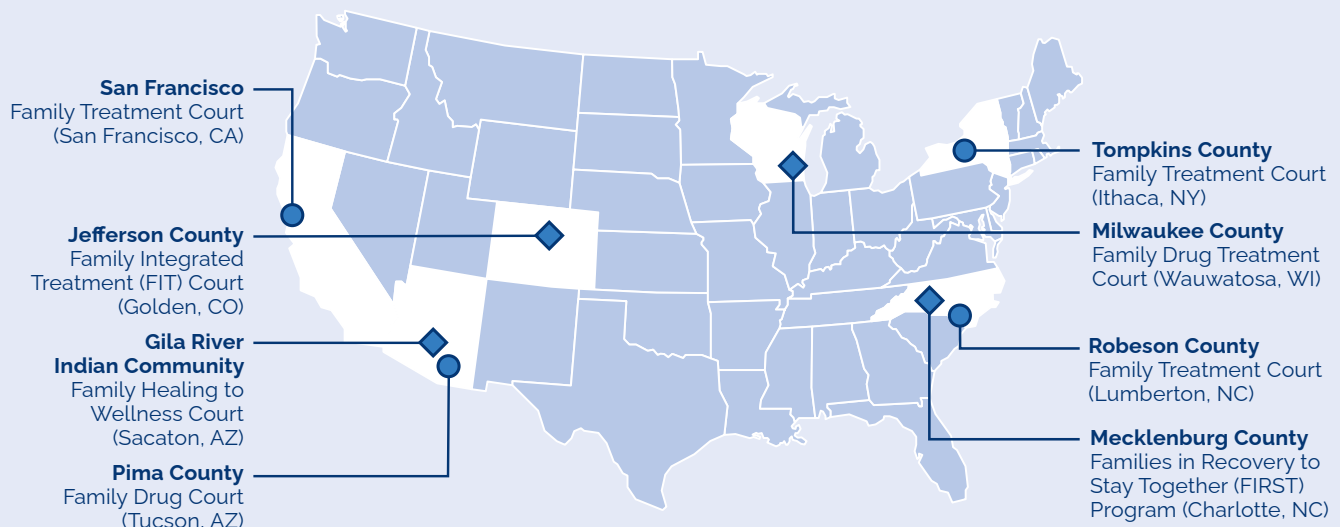 San Francisco
Family Treatment Court
(San Francisco, CA)
Jefferson County
Family Integrated
Treatment (FIT) Court
(Golden, CO)
Gila River
Indian Community
Family Healing to
Wellness Court
(Sacaton, AZ)
Pima County
Family Drug Court
(Tucson, AZ)
Tompkins County
Family Treatment Court
(Ithaca, NY)
Milwaukee County
Family Drug Treatment
Court (Wauwatosa, WI)
Robeson County
Family Treatment Court
(Lumberton, NC)
Mecklenburg County
Families in Recovery to
Stay Together (FIRST)
Program (Charlotte, NC)